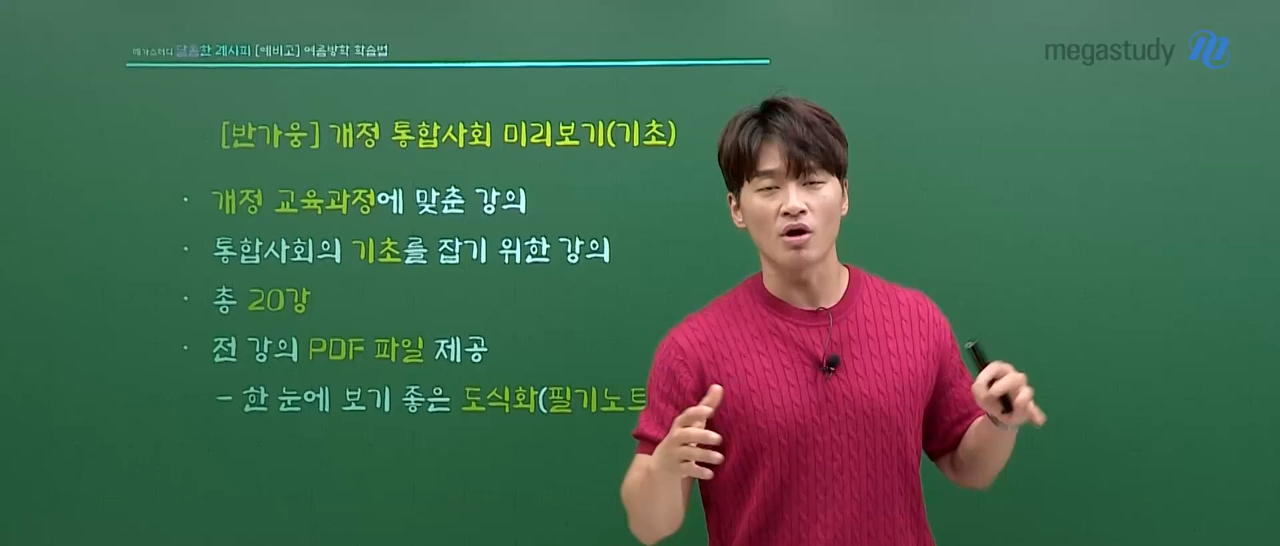 메가스터디 달콤한 레시피 [예비고] 여름방학 학습법
megastudy
[반가웅] 개정 통합사회 미리보기(기초)
· 개정 교육과정에 맞춘 강의
· 통합사회의 기초를 잡기 위한 강의
· 총 20강
· 전 강의 PDF 파일 제공
- 한 눈에 보기 좋은 도식화(필기노트